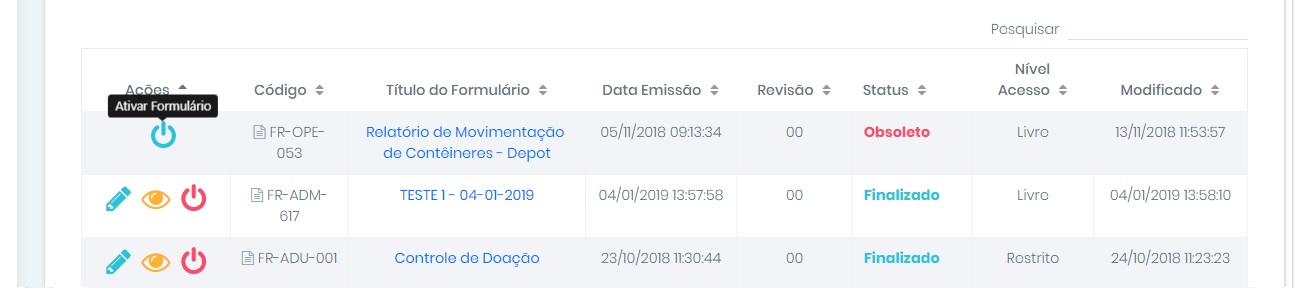 Pesquisar
Nível
Ações Código Título do Formulário Data Emissão Revisão Status Acesso Modificado
Ativar Formulário
FR-OPE- Relatório de Movimentação 05/11/2018 09:13:34 00 Obsoleto Livre 13/11/2018 11:53:57
053 de Contêineres - Depot
FR-ADM- TESTE 1 - 04-01-2019 04/01/2019 13:57:58 00 Finalizado Livre 04/01/2019 13:58:10
617
FR-ADU-001 Controle de Doação 23/10/2018 11:30:44 00 Finalizado Restrito 24/10/2018 11:23:23